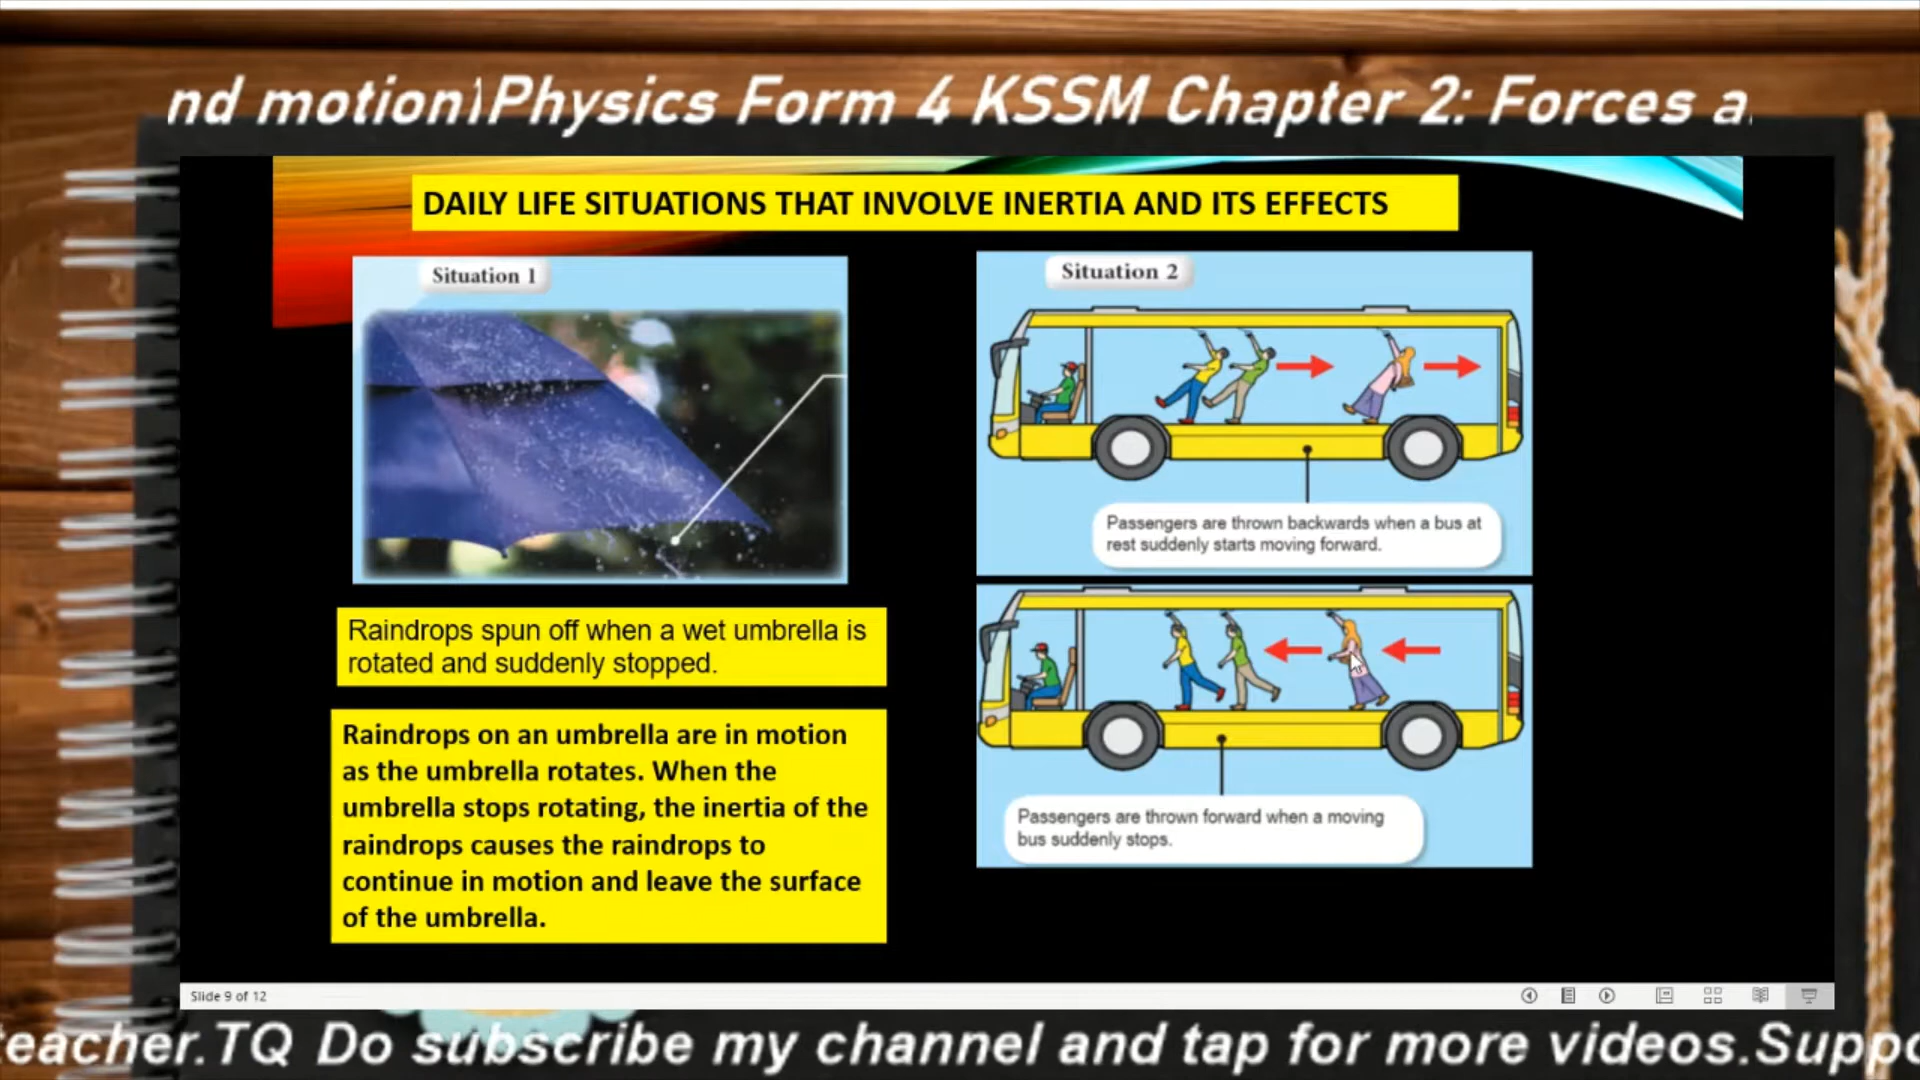 nd motion)Physics Form 4 KSSM Chapter 2: Forces a
DAILY LIFE SITUATIONS THAT INVOLVE INERTIA AND ITS EFFECTS
Situation 1
Raindrops spun off when a wet umbrella is
rotated and suddenly stopped.
Raindrops on an umbrella are in motion
as the umbrella rotates. When the
umbrella stops rotating, the inertia of the
raindrops causes the raindrops to
continue in motion and leave the surface
of the umbrella.
Situation 2
Passengers are thrown backwards when a bus at
rest suddenly starts moving forward.
Passengers are thrown forward when a moving
bus suddenly stops.
Slide 9 of 12
teacher.TQ Do subscribe my channel and tap for more videos.Suppo